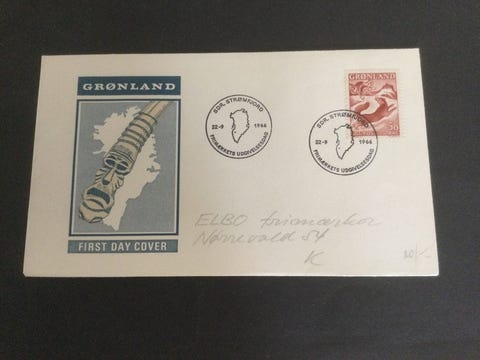 GRØNLAND
FIRST DAY COVER
SDR. STRØMFJORD
22-9 1966
FRIMÆRKETS UDGIVELSESDAG
GRØNLAND
50
SDR. STRØMFJORD
22-9 1966
FRIMÆRKETS UDGIVELSESDAG
ELBO frimærker
Nørrevold 54
K